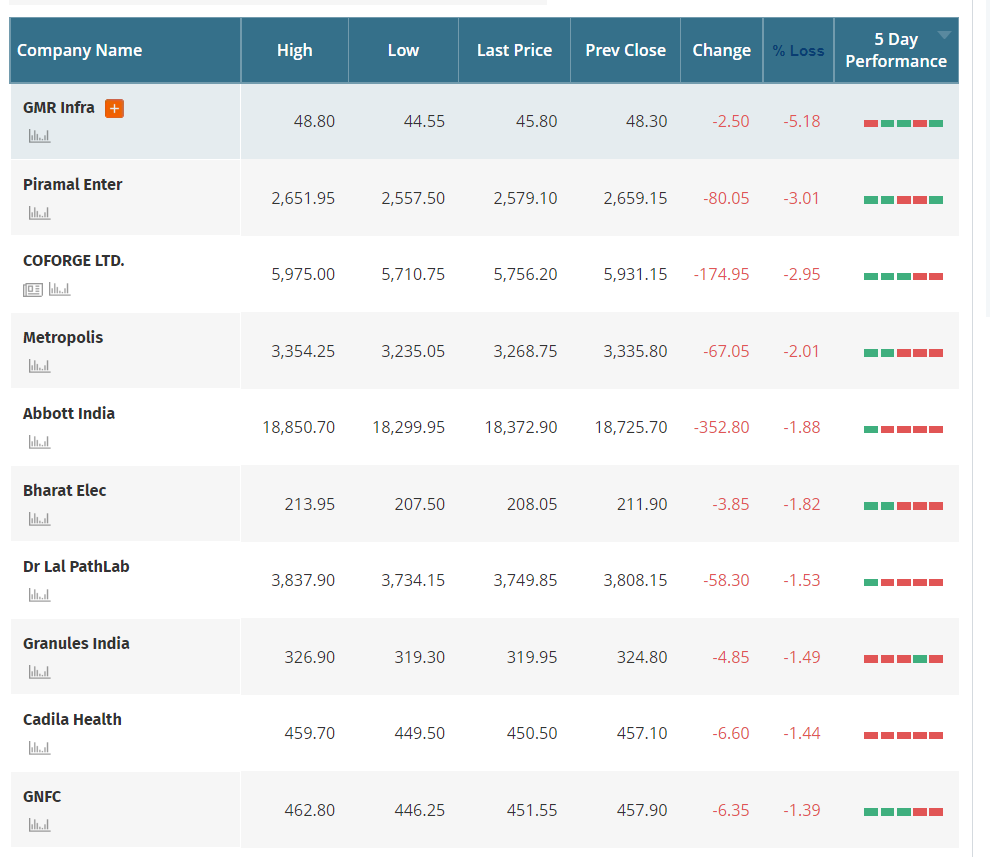 Company Name High Low Last Price Prev Close Change % Loss 5 Day Performance
GMR Infra + 48.80 44.55 45.80 48.30 -2.50 -5.18
Piramal Enter 2,651.95 2,557.50 2,579.10 2,659.15 -80.05 -3.01
COFORGE LTD. 5,975.00 5,710.75 5,756.20 5,931.15 -174.95 -2.95
Metropolis 3,354.25 3,235.05 3,268.75 3,335.80 -67.05 -2.01
Abbott India 18,850.70 18,299.95 18,372.90 18,725.70 -352.80 -1.88
Bharat Elec 213.95 207.50 208.05 211.90 -3.85 -1.82
Dr Lal PathLab 3,837.90 3,734.15 3,749.85 3,808.15 -58.30 -1.53
Granules India 326.90 319.30 319.95 324.80 -4.85 -1.49
Cadila Health 459.70 449.50 450.50 457.10 -6.60 -1.44
GNFC 462.80 446.25 451.55 457.90 -6.35 -1.39